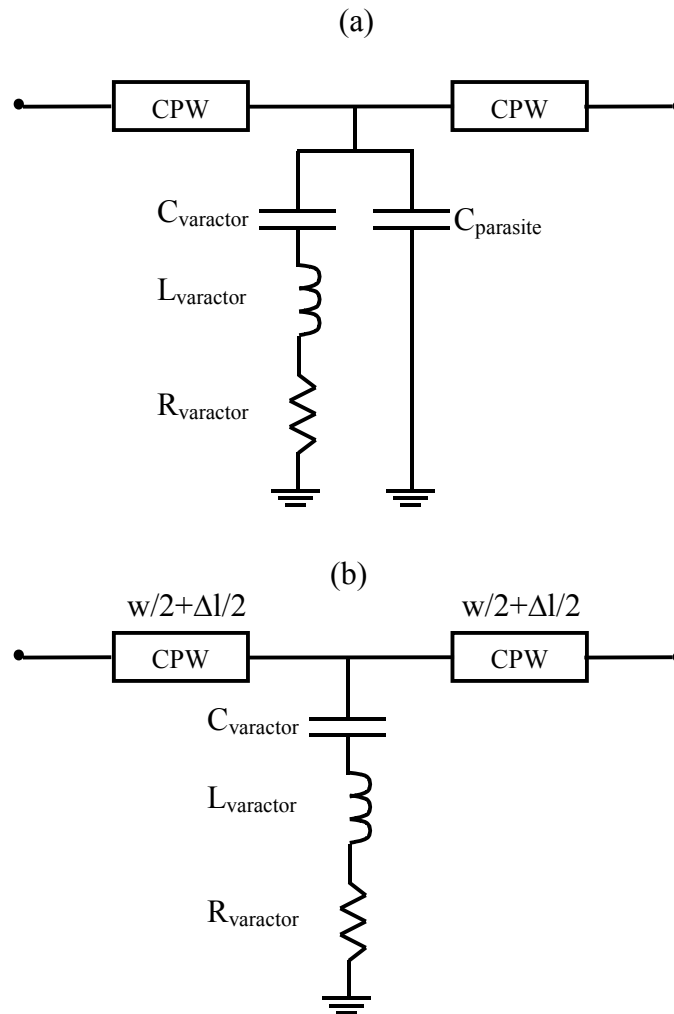 (a)
CPW CPW
Cvaractor Cparasite
Lvaractor
Rvaractor
(b)
w/2+Δl/2 w/2+Δl/2
CPW CPW
Cvaractor
Lvaractor
Rvaractor